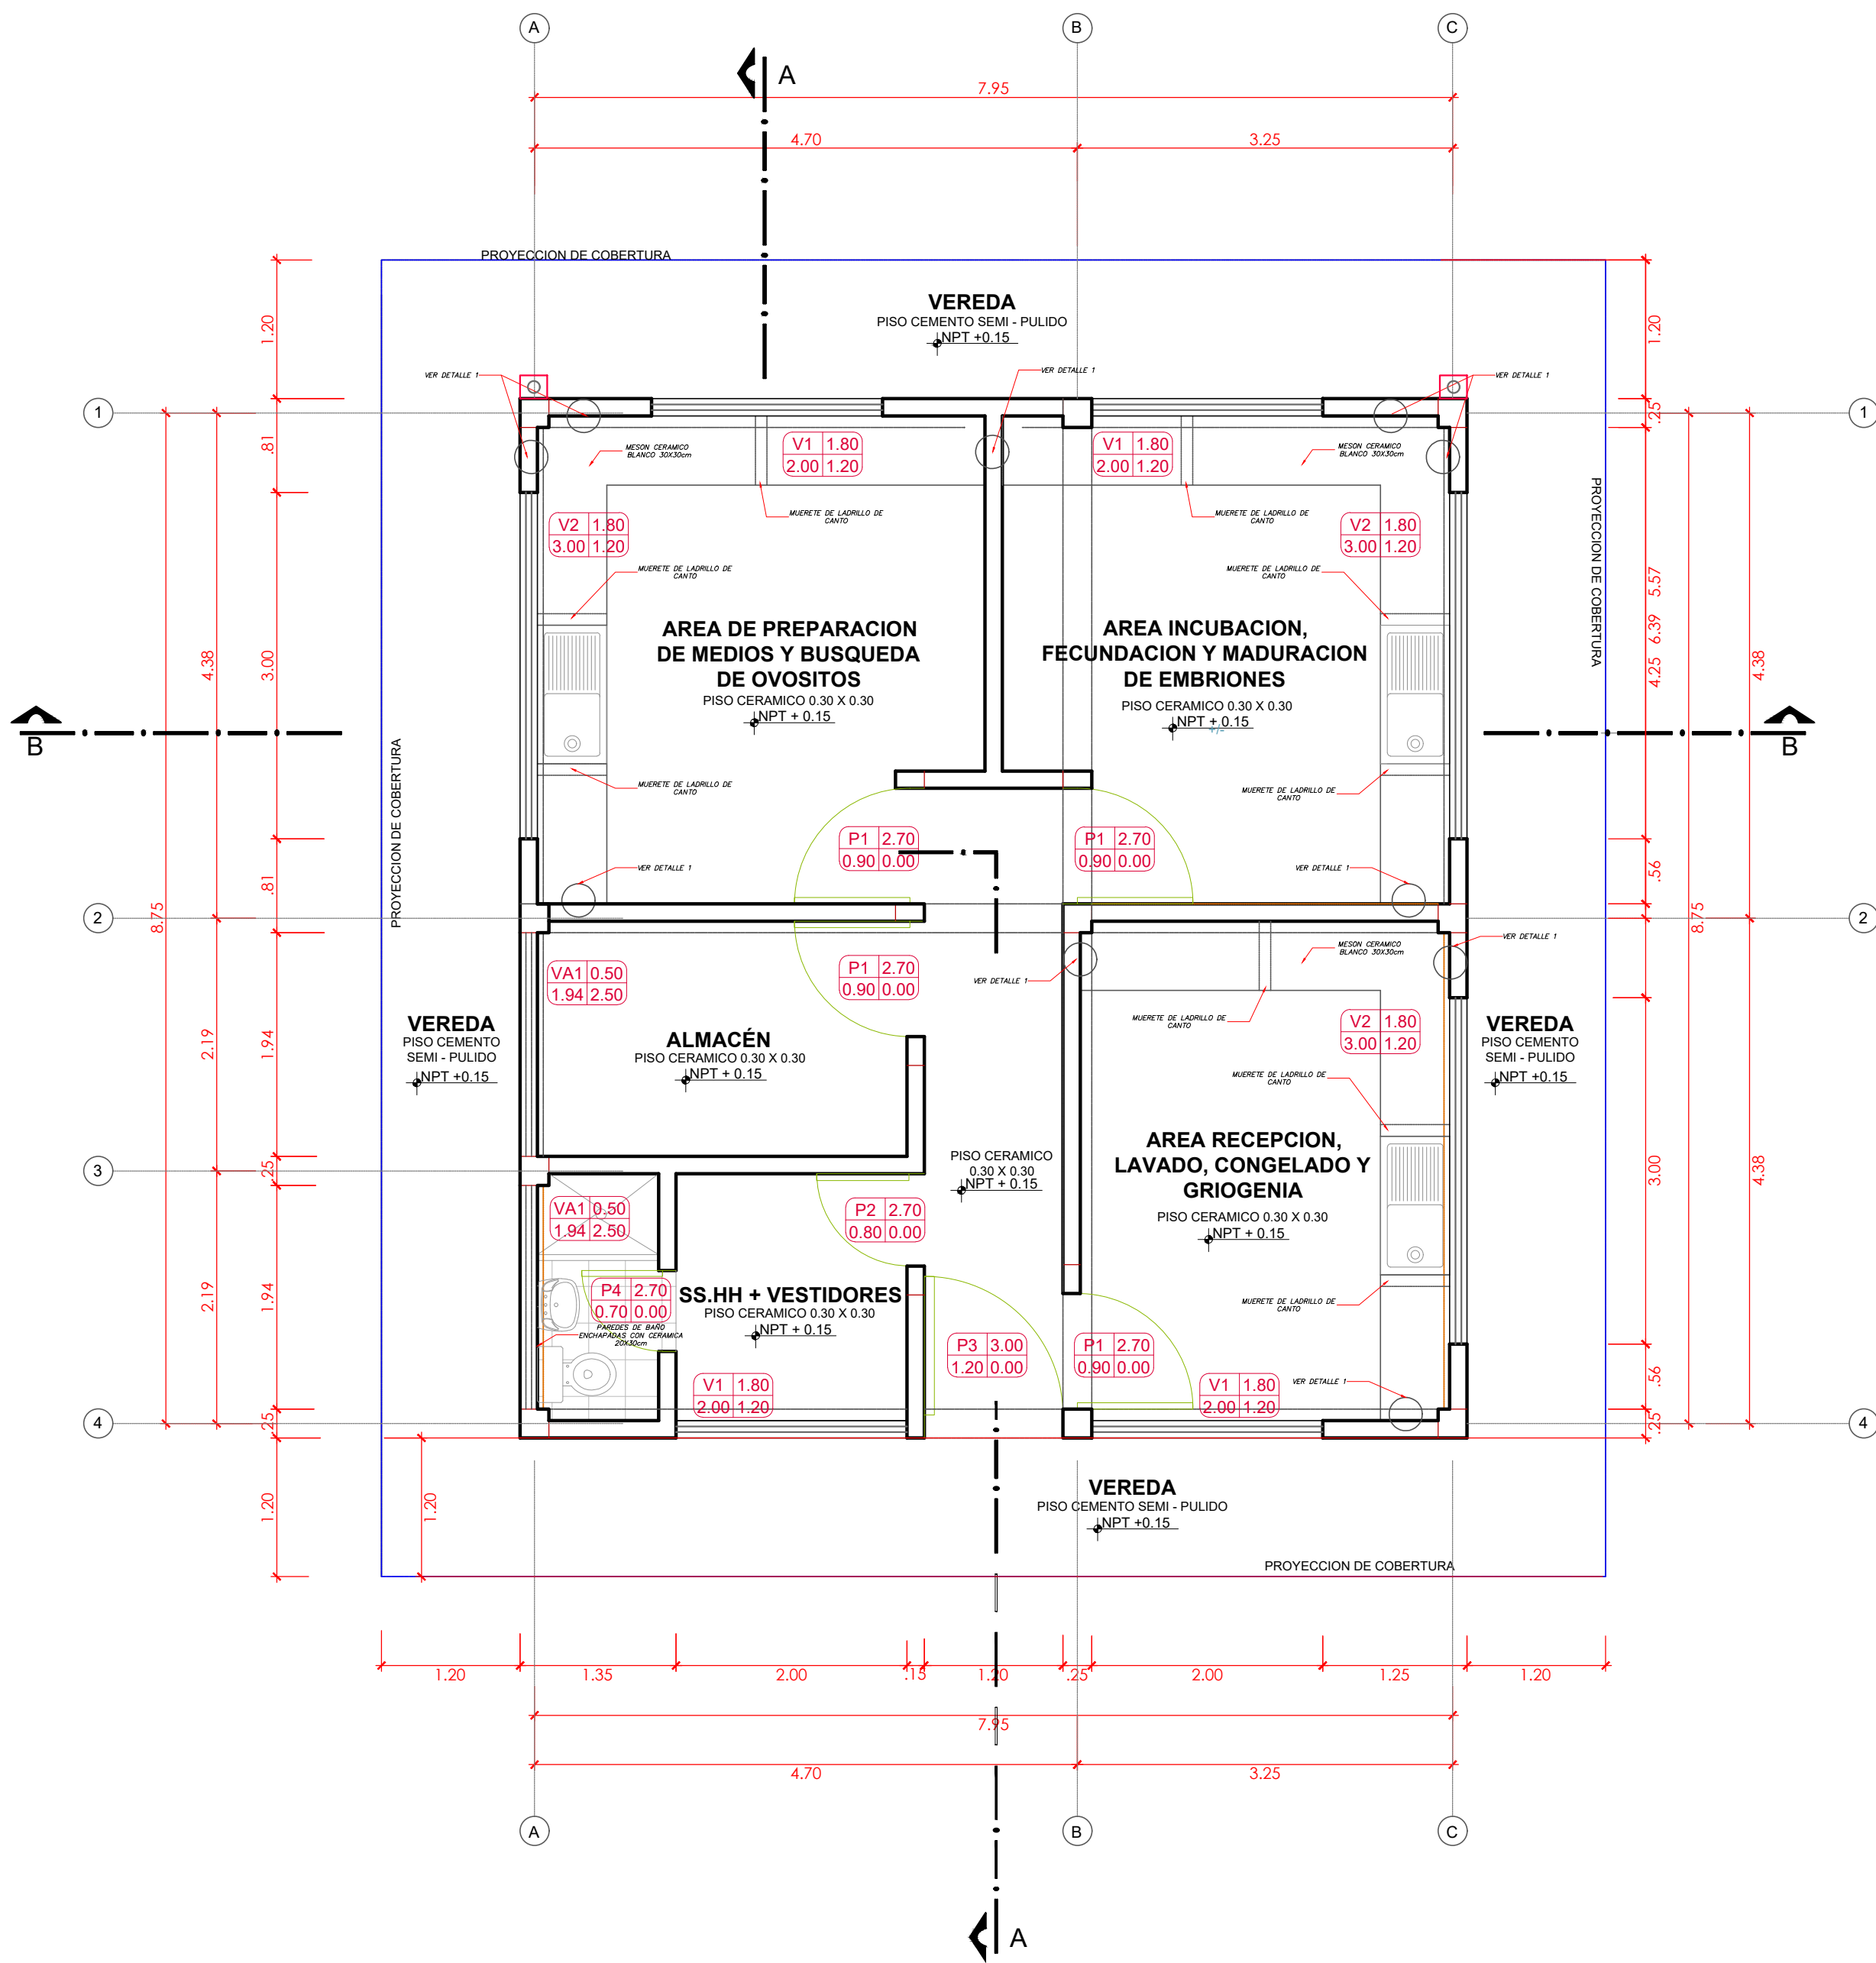 A
B
C
A
7.95
4.70
3.25
PROYECCION DE COBERTURA
VEREDA
PISO CEMENTO SEMI - PULIDO
NPT +0.15
1.20
1.20
VER DETALLE 1
VER DETALLE 1
VER DETALLE 1
1
1
.81
.25
MESON CERAMICO
BLANCO 30X30cm
V1 1.80
2.00 1.20
V1 1.80
2.00 1.20
MESON CERAMICO
BLANCO 30X30cm
MUERETE DE LADRILLO DE
CANTO
MUERETE DE LADRILLO DE
CANTO
V2 1.80
3.00 1.20
V2 1.80
3.00 1.20
PROYECCION DE COBERTURA
MUERETE DE LADRILLO DE
CANTO
MUERETE DE LADRILLO DE
CANTO
4.38
3.00
AREA DE PREPARACION
DE MEDIOS Y BUSQUEDA
DE OVOSITOS
PISO CERAMICO 0.30 X 0.30
NPT + 0.15
AREA INCUBACION,
FECUNDACION Y MADURACION
DE EMBRIONES
PISO CERAMICO 0.30 X 0.30
NPT + 0.15
+/-
5.57
6.39
4.25
4.38
B
B
PROYECCION DE COBERTURA
MUERETE DE LADRILLO DE
CANTO
MUERETE DE LADRILLO DE
CANTO
P1 2.70
0.90 0.00
P1 2.70
0.90 0.00
VER DETALLE 1
VER DETALLE 1
.81
.56
8.75
8.75
2
2
VA1 0.50
1.94 2.50
P1 2.70
0.90 0.00
VER DETALLE 1
MESON CERAMICO
BLANCO 30X30cm
VER DETALLE 1
MUERETE DE LADRILLO DE
CANTO
V2 1.80
3.00 1.20
2.19
1.94
VEREDA
PISO CEMENTO
SEMI - PULIDO
NPT +0.15
ALMACÉN
PISO CERAMICO 0.30 X 0.30
NPT + 0.15
VEREDA
PISO CEMENTO
SEMI - PULIDO
NPT +0.15
MUERETE DE LADRILLO DE
CANTO
3
.25
PISO CERAMICO
0.30 X 0.30
NPT + 0.15
AREA RECEPCION,
LAVADO, CONGELADO Y
GRIOGENIA
PISO CERAMICO 0.30 X 0.30
NPT + 0.15
3.00
4.38
3
VA1 0.50
1.94 2.50
P2 2.70
0.80 0.00
2.19
1.94
P4 2.70
0.70 0.00
SS.HH + VESTIDORES
PISO CERAMICO 0.30 X 0.30
NPT + 0.15
PAREDES DE BAÑO
ENCHAPADAS CON CERAMICA
20X30cm
MUERETE DE LADRILLO DE
CANTO
P3 3.00
1.20 0.00
P1 2.70
0.90 0.00
V1 1.80
2.00 1.20
V1 1.80
2.00 1.20
VER DETALLE 1
.56
4
.25
.25
4
1.20
1.20
VEREDA
PISO CEMENTO SEMI - PULIDO
NPT +0.15
PROYECCION DE COBERTURA
1.20
1.35
2.00
.15
1.20
.25
2.00
1.25
1.20
7.95
4.70
3.25
A
B
C
A